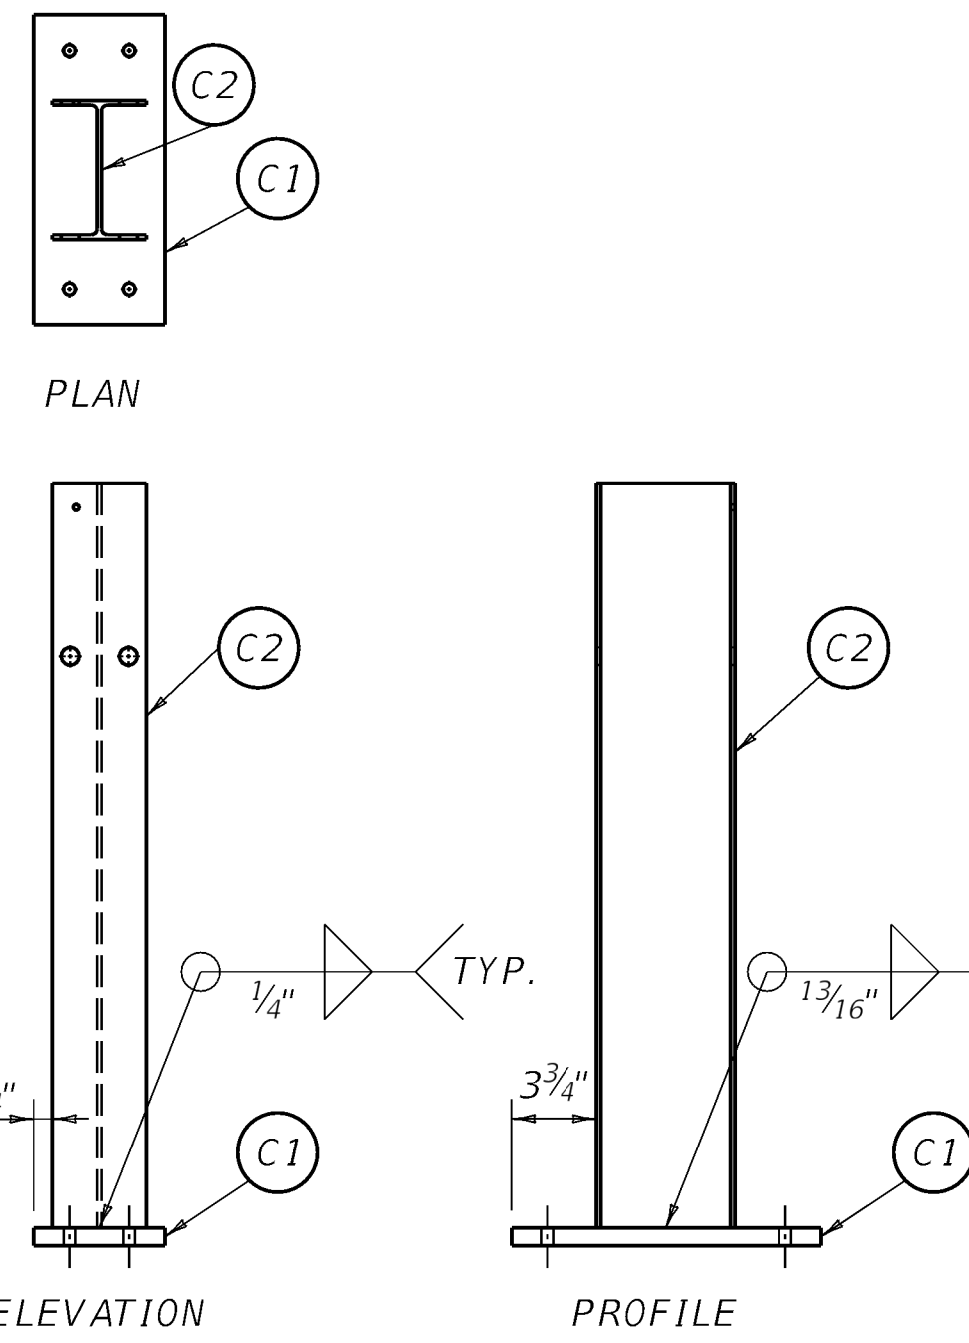 C2
C1
PLAN
C2
C2
TYP.
1/4"
13/16"
3 3/4"
C1
C1
ELEVATION
PROFILE